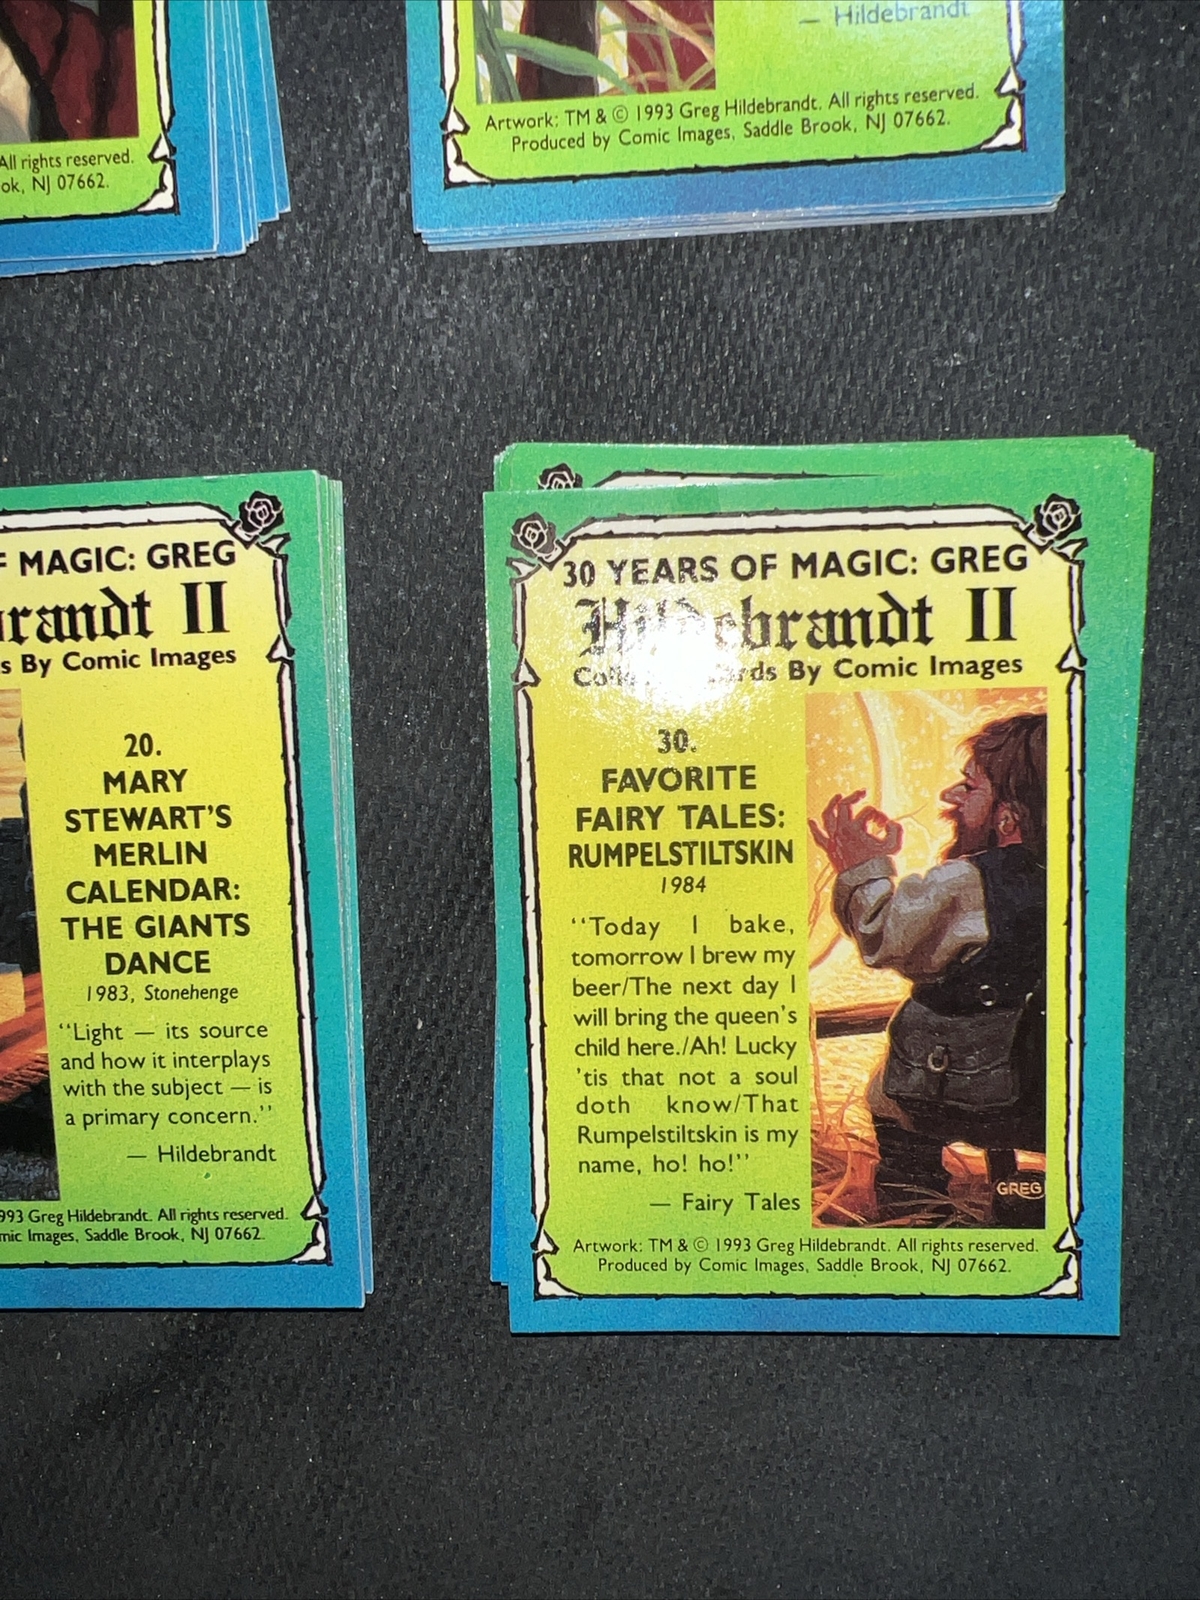 All rights reserved.
ok, NJ 07662.
— Hildebrandt
Artwork: TM & © 1993 Greg Hildebrandt. All rights reserved.
Produced by Comic Images, Saddle Brook, NJ 07662.
F MAGIC: GREG
randt II
s By Comic Images
20.
MARY
STEWART'S
MERLIN
CALENDAR:
THE GIANTS
DANCE
1983, Stonehenge
“Light — its source
and how it interplays
with the subject — is
a primary concern.”
— Hildebrandt
993 Greg Hildebrandt. All rights reserved.
mic Images, Saddle Brook, NJ 07662.
30 YEARS OF MAGIC: GREG
Hildebrandt II
Cards By Comic Images
30.
FAVORITE
FAIRY TALES:
RUMPELSTILTSKIN
1984
“Today I bake,
tomorrow I brew my
beer/The next day I
will bring the queen's
child here./Ah! Lucky
'tis that not a soul
doth know/That
Rumpelstiltskin is my
name, ho! ho!”
— Fairy Tales
GREG
Artwork: TM & © 1993 Greg Hildebrandt. All rights reserved.
Produced by Comic Images, Saddle Brook, NJ 07662.